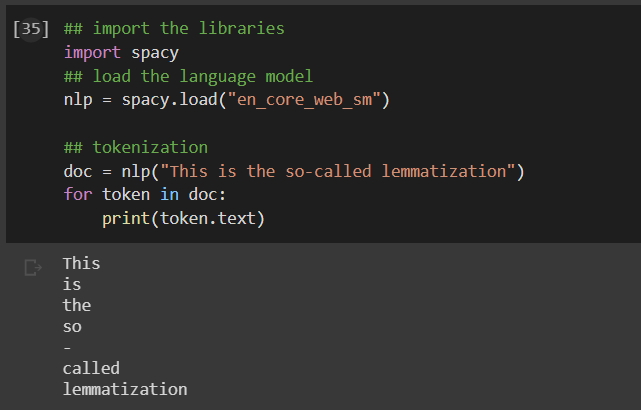 [35] ## import the libraries
import spacy
## load the language model
nlp = spacy.load("en_core_web_sm")
## tokenization
doc = nlp("This is the so-called lemmatization")
for token in doc:
    print(token.text)
This
is
the
so
-
called
lemmatization